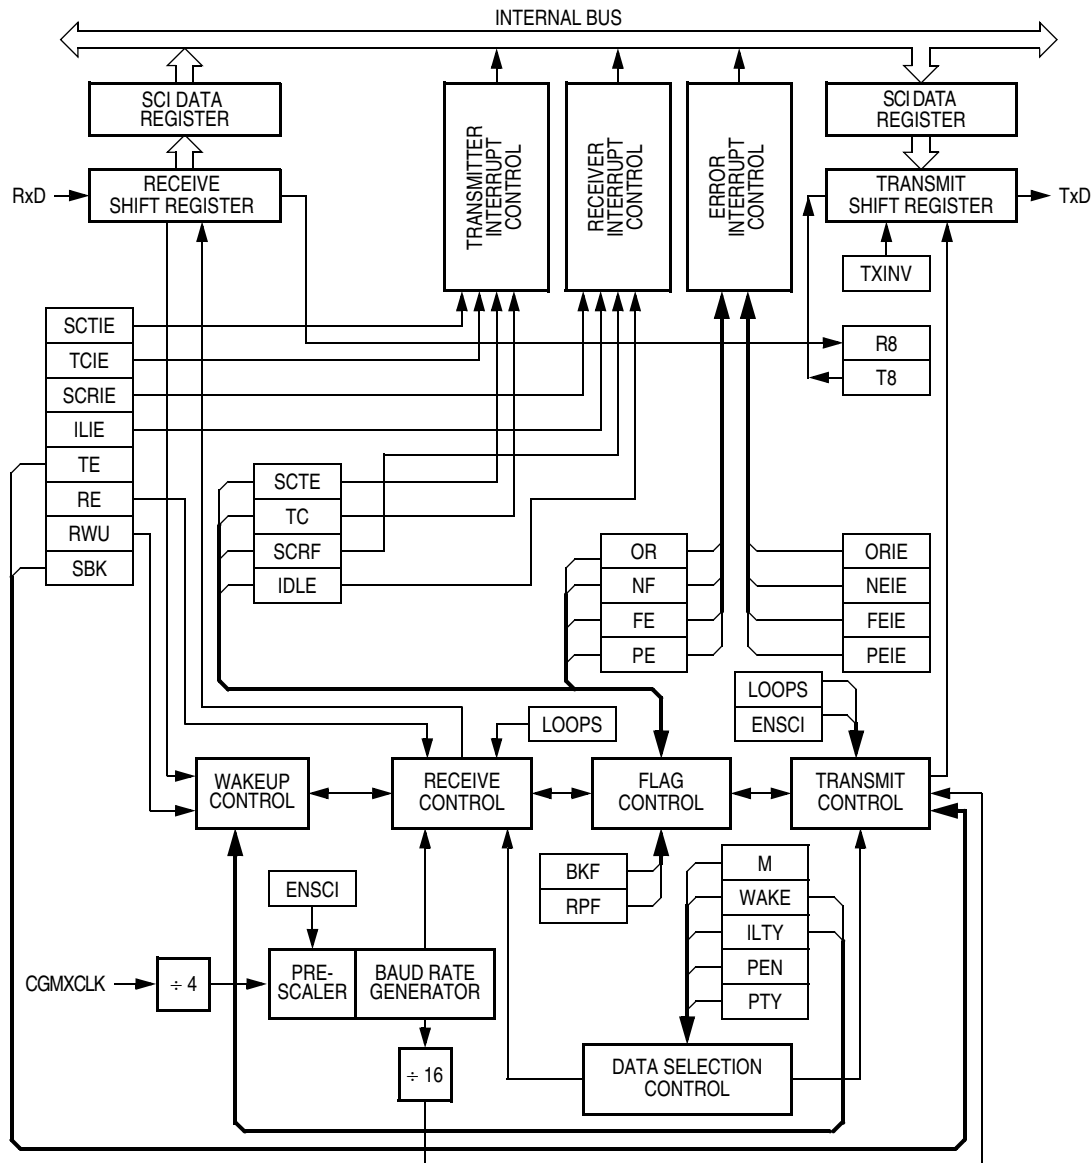 INTERNAL BUS
SCI DATA
REGISTER
SCI DATA
REGISTER
TRANSMITTER
INTERRUPT
CONTROL
RECEIVER
INTERRUPT
CONTROL
ERROR
INTERRUPT
CONTROL
RxD
RECEIVE
SHIFT REGISTER
TRANSMIT
SHIFT REGISTER
TxD
TXINV
SCTIE
TCIE
SCRIE
ILIE
TE
RE
RWU
SBK
R8
T8
SCTE
TC
SCRF
IDLE
OR
NF
FE
PE
ORIE
NEIE
FEIE
PEIE
LOOPS
LOOPS
ENSCI
WAKEUP
CONTROL
RECEIVE
CONTROL
FLAG
CONTROL
TRANSMIT
CONTROL
BKF
RPF
M
WAKE
ILTY
PEN
PTY
ENSCI
CGMXCLK
÷ 4
PRE-
SCALER
BAUD RATE
GENERATOR
÷ 16
DATA SELECTION
CONTROL